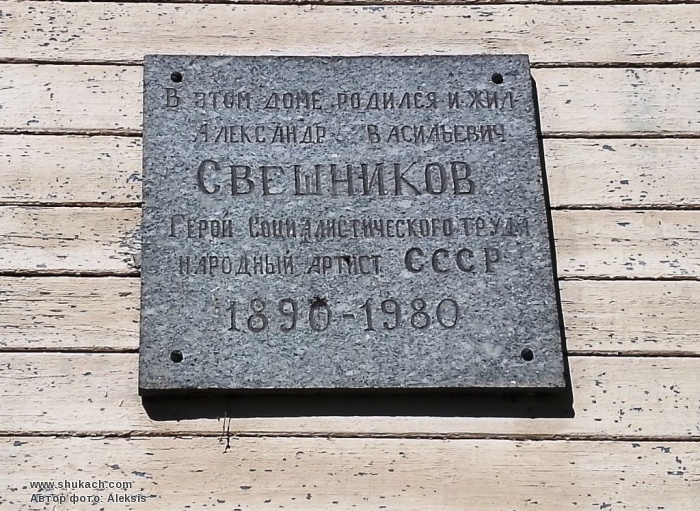 В ЭТОМ ДОМЕ РОДИЛСЯ И ЖИЛ
АЛЕКСАНДР ВАСИЛЬЕВИЧ
СВЕШНИКОВ
ГЕРОЙ СОЦИАЛИСТИЧЕСКОГО ТРУДА
НАРОДНЫЙ АРТИСТ СССР
1890-1980
www.shukach.com
Автор фото: Aleksis